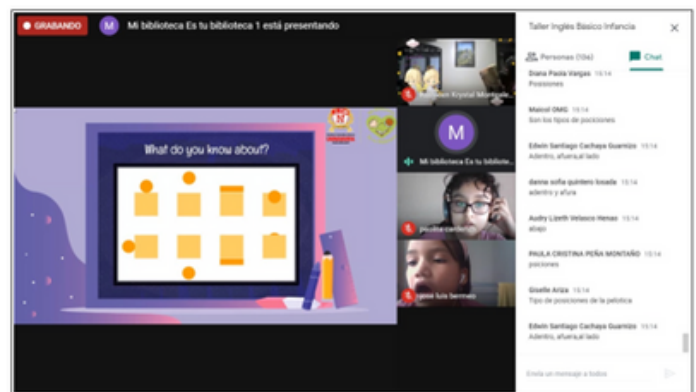 GRABANDO
M
Mi biblioteca Es tu biblioteca 1 está presentando
Taller Inglés Básico Infancia
Personas (104)
Chat
What do you know about?
M
Mi biblioteca Es tu bibliote...
jose luis bermeo
Diana Paola Vargas 15:14
Posiciones
Maicol OMG 15:14
Son los tipos de posiciones
Edwin Santiago Cachaya Guarnizo 15:14
Adentro, afuera,al lado
danna sofia quintero losada 15:14
adentro y afura
Audry Lizeth Velasco Henao 15:14
abajo
PAULA CRISTINA PEÑA MONTAÑO 15:14
pociones
Giselle Ariza 15:14
Tipo de posiciones de la pelotica
Edwin Santiago Cachaya Guarnizo 15:14
Adentro, afuera,al lado
Envía un mensaje a todos